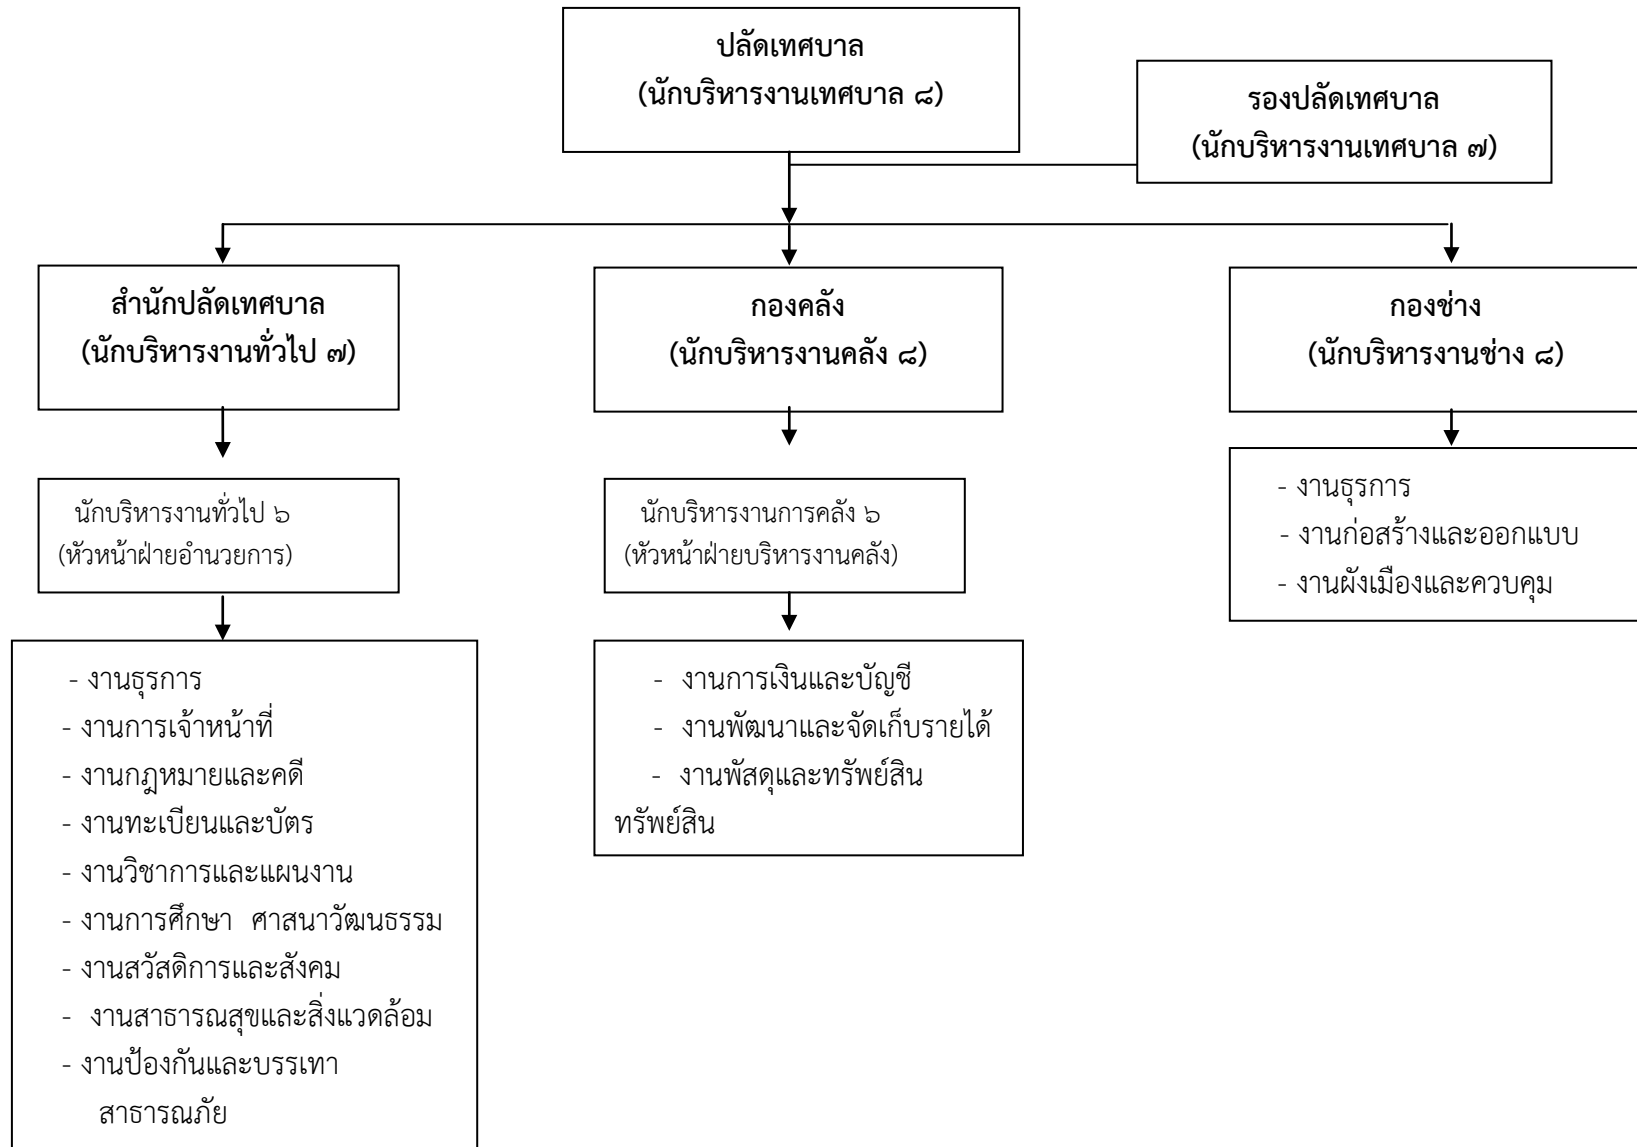 ปลัดเทศบาล
(นักบริหารงานเทศบาล ๘)
รองปลัดเทศบาล
(นักบริหารงานเทศบาล ๗)
สำนักปลัดเทศบาล
(นักบริหารงานทั่วไป ๗)
กองคลัง
(นักบริหารงานคลัง ๘)
กองช่าง
(นักบริหารงานช่าง ๘)
นักบริหารงานทั่วไป ๖
(หัวหน้าฝ่ายอำนวยการ)
นักบริหารงานการคลัง ๖
(หัวหน้าฝ่ายบริหารงานคลัง)
- งานธุรการ
- งานก่อสร้างและออกแบบ
- งานผังเมืองและควบคุม
- งานธุรการ
- งานการเจ้าหน้าที่
- งานกฎหมายและคดี
- งานทะเบียนและบัตร
- งานวิชาการและแผนงาน
- งานการศึกษา ศาสนาวัฒนธรรม
- งานสวัสดิการและสังคม
- งานสาธารณสุขและสิ่งแวดล้อม
- งานป้องกันและบรรเทา
สาธารณภัย
- งานการเงินและบัญชี
- งานพัฒนาและจัดเก็บรายได้
- งานพัสดุและทรัพย์สิน
ทรัพย์สิน